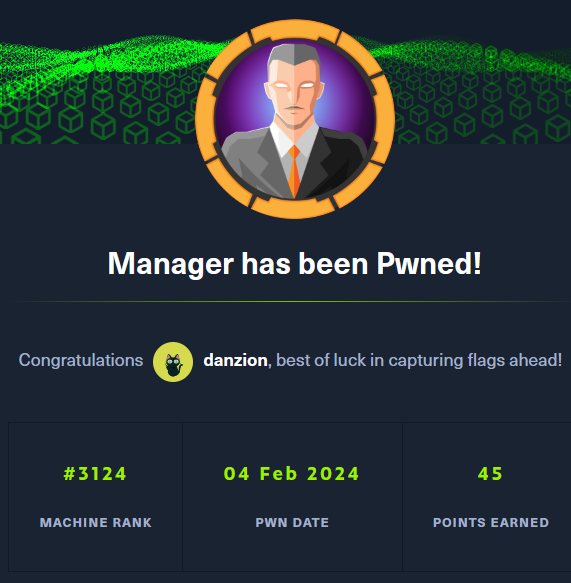 Manager has been Pwned!
Congratulations danzion, best of luck in capturing flags ahead!
#3124 04 Feb 2024 45
MACHINE RANK PWN DATE POINTS EARNED